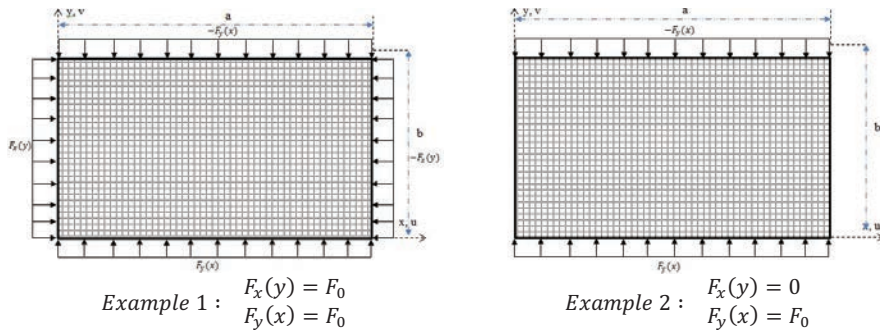 y, v
a
−F_y(x)
F_x(y)
b
−F_x(y)
x, u
F_y(x)
Example 1 : F_x(y) = F_0
F_y(x) = F_0
y, v
a
−F_y(x)
b
x, u
F_y(x)
Example 2 : F_x(y) = 0
F_y(x) = F_0